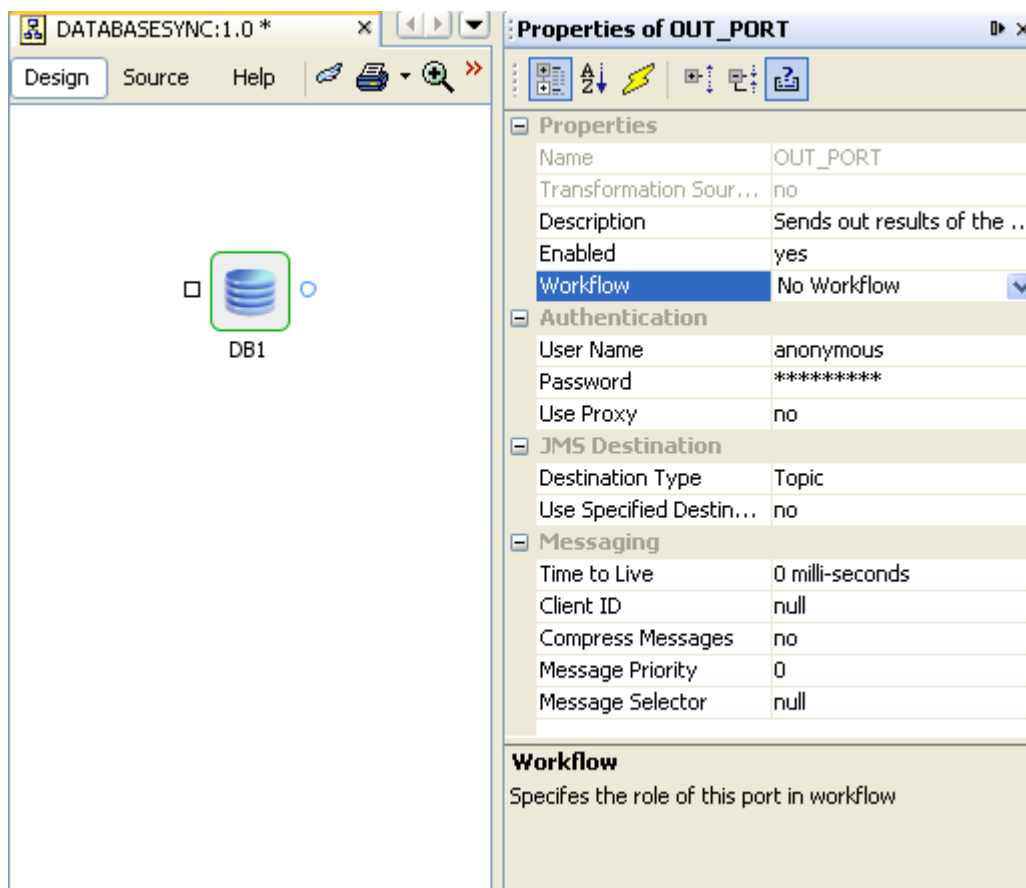 DATABASESYNC:1.0 *
Design Source Help
DB1
Properties of OUT_PORT
Properties
Name OUT_PORT
Transformation Sour... no
Description Sends out results of the ..
Enabled yes
Workflow No Workflow
Authentication
User Name anonymous
Password *********
Use Proxy no
JMS Destination
Destination Type Topic
Use Specified Destin... no
Messaging
Time to Live 0 milli-seconds
Client ID null
Compress Messages no
Message Priority 0
Message Selector null
Workflow
Specifes the role of this port in workflow